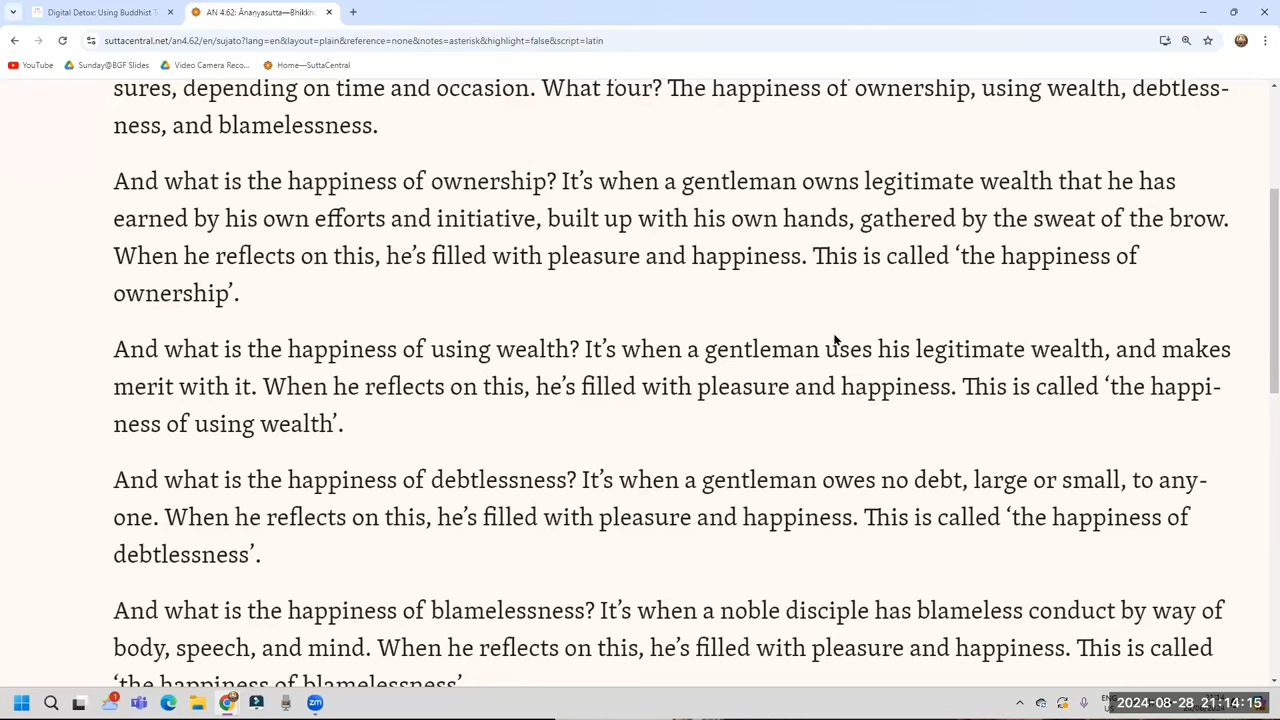 Digital Detox: Using Buddhist T
AN 4.62: Ānaṇyasutta—Bhikkh
suttacentral.net/an4.62/en/sujato?lang=en&layout=plain&reference=none&notes=asterisk&highlight=false&script=latin
YouTube
Sunday@BGF Slides
Video Camera Reco...
Home—SuttaCentral
sures, depending on time and occasion. What four? The happiness of ownership, using wealth, debtless-
ness, and blamelessness.
And what is the happiness of ownership? It’s when a gentleman owns legitimate wealth that he has
earned by his own efforts and initiative, built up with his own hands, gathered by the sweat of the brow.
When he reflects on this, he’s filled with pleasure and happiness. This is called ‘the happiness of
ownership’.
And what is the happiness of using wealth? It’s when a gentleman uses his legitimate wealth, and makes
merit with it. When he reflects on this, he’s filled with pleasure and happiness. This is called ‘the happi-
ness of using wealth’.
And what is the happiness of debtlessness? It’s when a gentleman owes no debt, large or small, to any-
one. When he reflects on this, he’s filled with pleasure and happiness. This is called ‘the happiness of
debtlessness’.
And what is the happiness of blamelessness? It’s when a noble disciple has blameless conduct by way of
body, speech, and mind. When he reflects on this, he’s filled with pleasure and happiness. This is called
‘the happiness of blamelessness’.
1
zm
ENG
2024-08-28 21:14:15